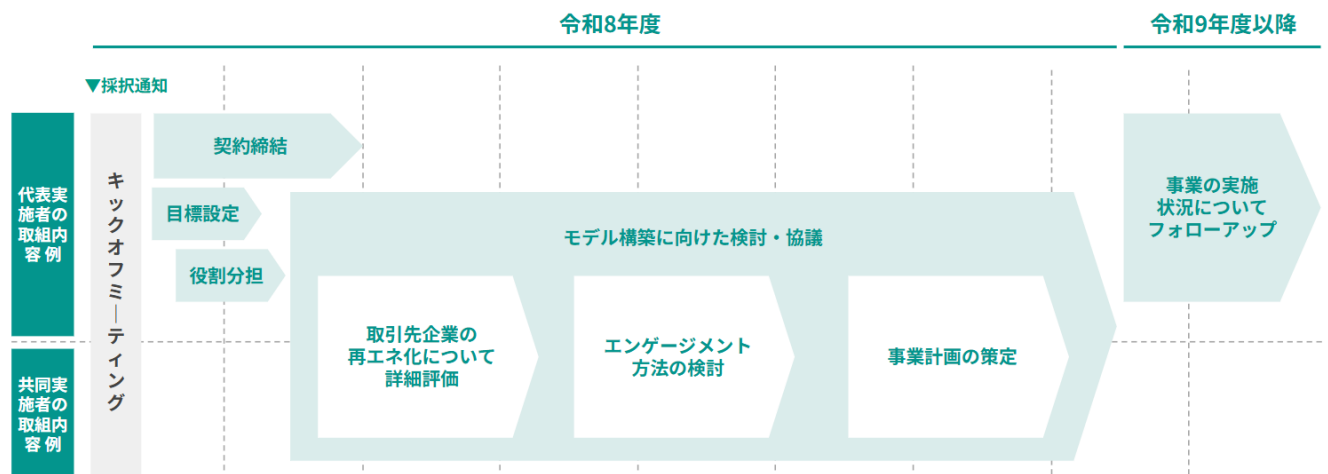 令和8年度
令和9年度以降
▼採択通知
代表実
施者の
取組内
容 例
キックオフミーティング
契約締結
目標設定
役割分担
モデル構築に向けた検討・協議
取引先企業の
再エネ化について
詳細評価
エンゲージメント
方法の検討
事業計画の策定
事業の実施
状況について
フォローアップ
共同実
施者の
取組内
容 例